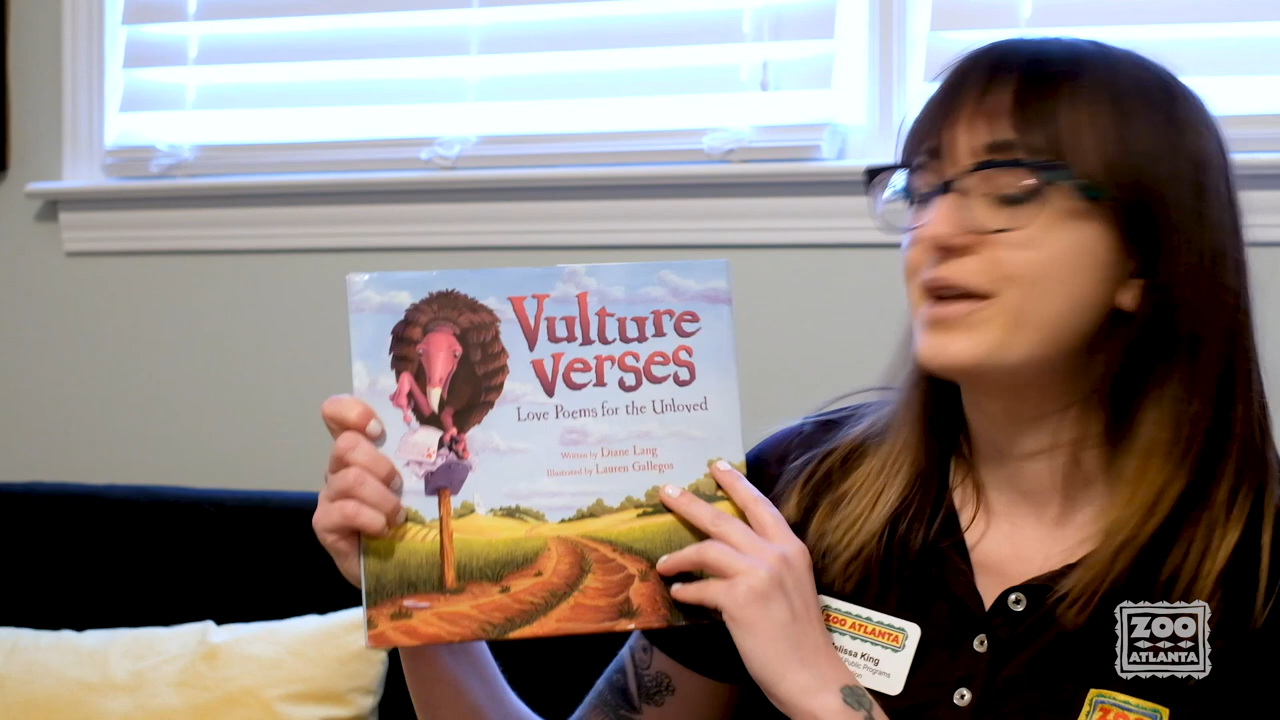 Vulture
verses
Love Poems for the Unloved
Written by Diane Lang
Illustrated by Lauren Gallegos
ZOO ATLANTA
King
Public Programs
ZOO
ATLANTA
ZOO